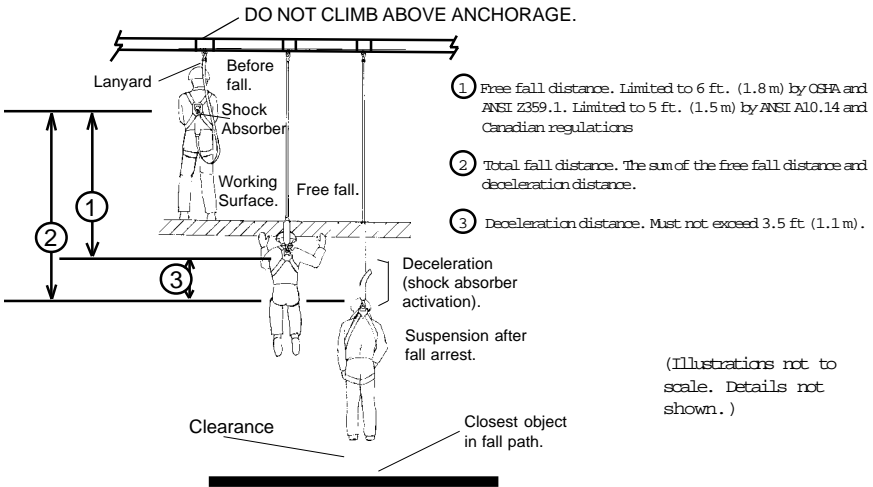 DO NOT CLIMB ABOVE ANCHORAGE.
Lanyard
Before
fall.
Shock
Absorber
Working
Surface.
Free fall.
1
2
3
1 Free fall distance. Limited to 6 ft. (1.8 m) by OSHA and
ANSI Z359.1. Limited to 5 ft. (1.5 m) by ANSI A10.14 and
Canadian regulations
2 Total fall distance. The sum of the free fall distance and
deceleration distance.
3 Deceleration distance. Must not exceed 3.5 ft (1.1 m).
Deceleration
(shock absorber
activation).
Suspension after
fall arrest.
(Illustrations not to
scale. Details not
shown.)
Clearance
Closest object
in fall path.